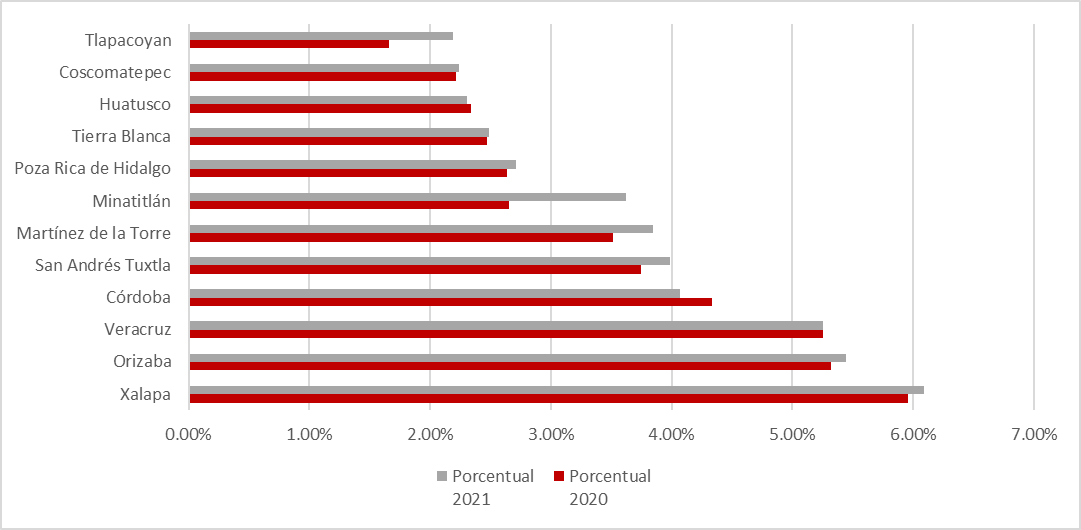 Tlapacoyan
Coscomatepec
Huatusco
Tierra Blanca
Poza Rica de Hidalgo
Minatitlán
Martínez de la Torre
San Andrés Tuxtla
Córdoba
Veracruz
Orizaba
Xalapa
0.00% 1.00% 2.00% 3.00% 4.00% 5.00% 6.00% 7.00%
Porcentual 2021
Porcentual 2020